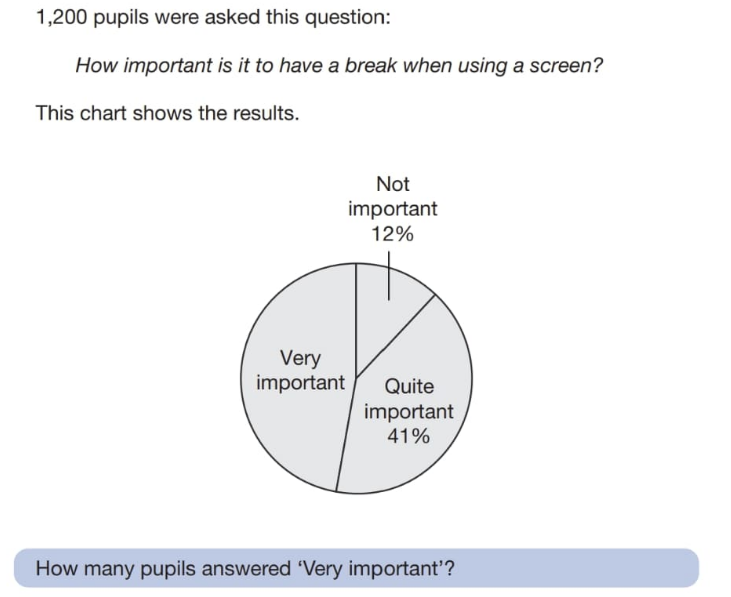 1,200 pupils were asked this question:
How important is it to have a break when using a screen?
This chart shows the results.
Not
important
12%
Very
important
Quite
important
41%
How many pupils answered ‘Very important’?